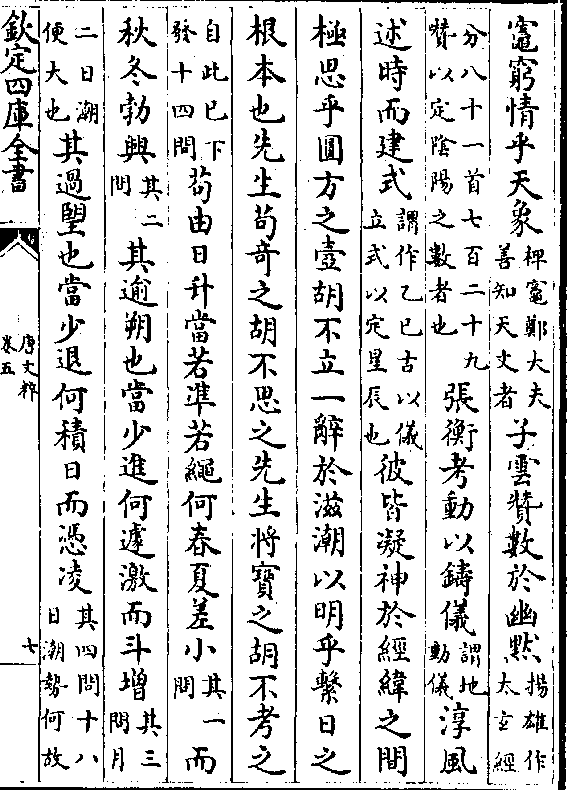 竈窮情乎天象 裨竈鄭大夫善知天文者 子雲贊數於幽默 揚雄作太玄經
分八十一首七百二十九贊以定陰陽之數者也 張衡考動以鑄儀 謂地動儀 淳風
述時而建式 謂作乙巳占以儀立式以定星辰也 彼皆凝神於經緯之間
極思乎圓方之壼胡不立一辭於滋潮以明乎繫日之
根本也先生苟奇之胡不思之先生將寶之胡不考之
自此已下發十四問 苟由日升當若準若繩何春夏差小 其一問 而
秋冬勃興 其二問 其逾朔也當少進何遽激而斗增 其三問月
二日潮便大也 其過朢也當少退何積日而憑凌 其四問十八日潮勢何故
欽定四庫全書
唐文粹
卷五
七